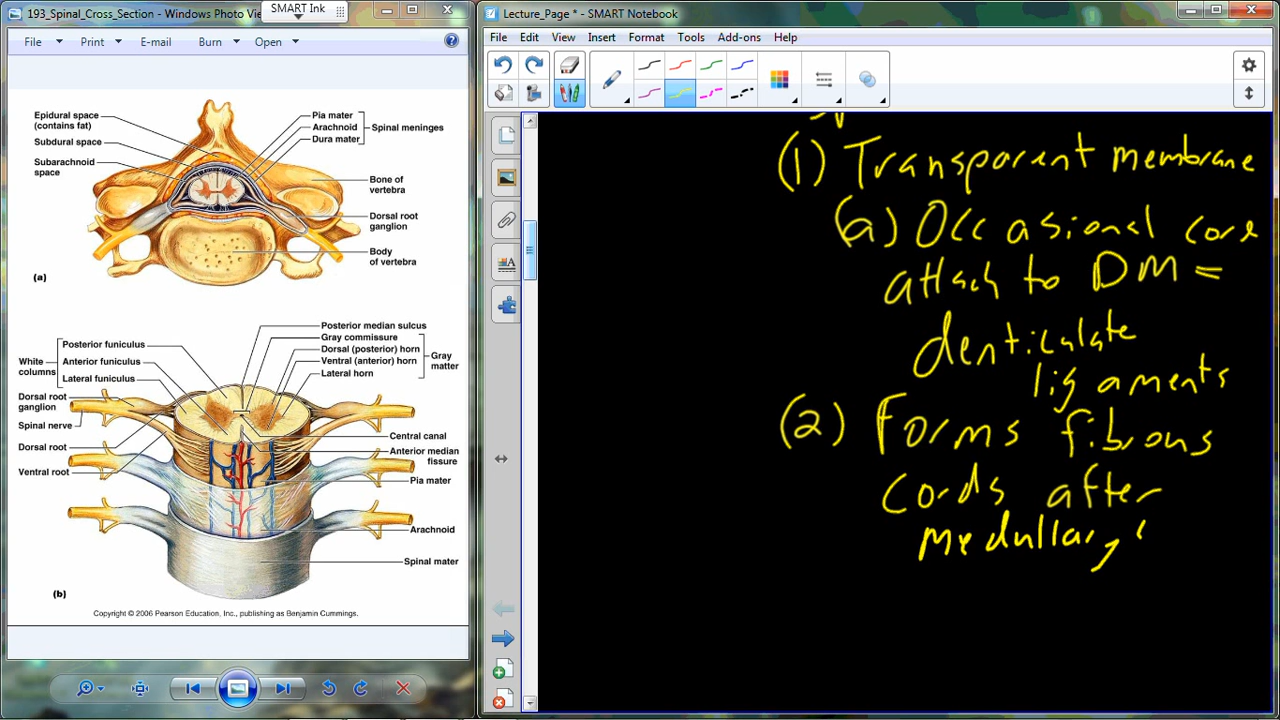 193_Spinal_Cross_Section - Windows Photo Vie
SMART Ink
File Print E-mail Burn Open
Epidural space
(contains fat)
Subdural space
Subarachnoid
space
Pia mater
Arachnoid
Dura mater
Spinal meninges
Bone of
vertebra
Dorsal root
ganglion
Body
of vertebra
(a)
Posterior median sulcus
Gray commissure
Dorsal (posterior) horn
Ventral (anterior) horn
Lateral horn
Gray
matter
White
columns
Posterior funiculus
Anterior funiculus
Lateral funiculus
Dorsal root
ganglion
Spinal nerve
Dorsal root
Ventral root
Central canal
Anterior median
fissure
Pia mater
Arachnoid
Spinal mater
(b)
Copyright © 2006 Pearson Education, Inc., publishing as Benjamin Cummings.
Lecture_Page * - SMART Notebook
File Edit View Insert Format Tools Add-ons Help
(1) Transparent membrane
(a) Occasional core
attach to DM =
denticulate
ligaments
(2) Forms fibrous
cords after
medullary